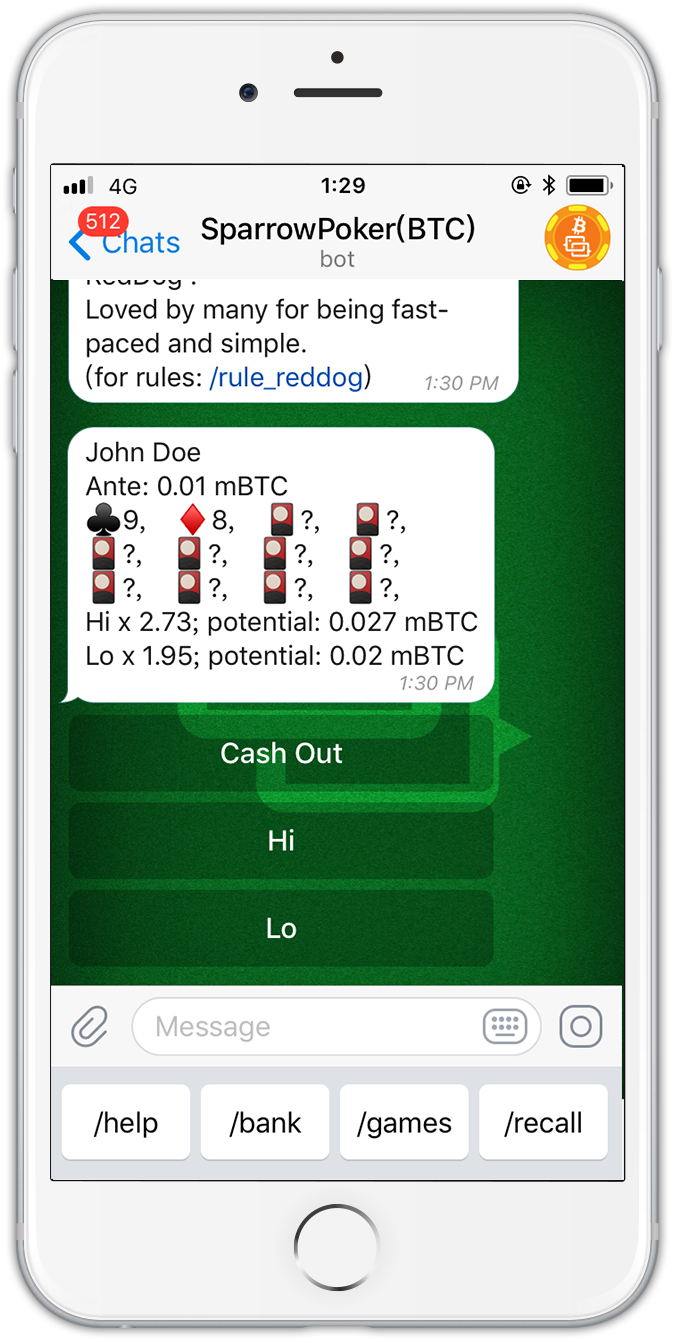 4G 1:29
512
Chats SparrowPoker(BTC)
bot
RedDog :
Loved by many for being fast-
paced and simple.
(for rules: /rule_reddog) 1:30 PM
John Doe
Ante: 0.01 mBTC
♣9, ♦8, ?, ?,
?, ?, ?, ?,
?, ?, ?, ?,
Hi x 2.73; potential: 0.027 mBTC
Lo x 1.95; potential: 0.02 mBTC
1:30 PM
Cash Out
Hi
Lo
Message
/help /bank /games /recall